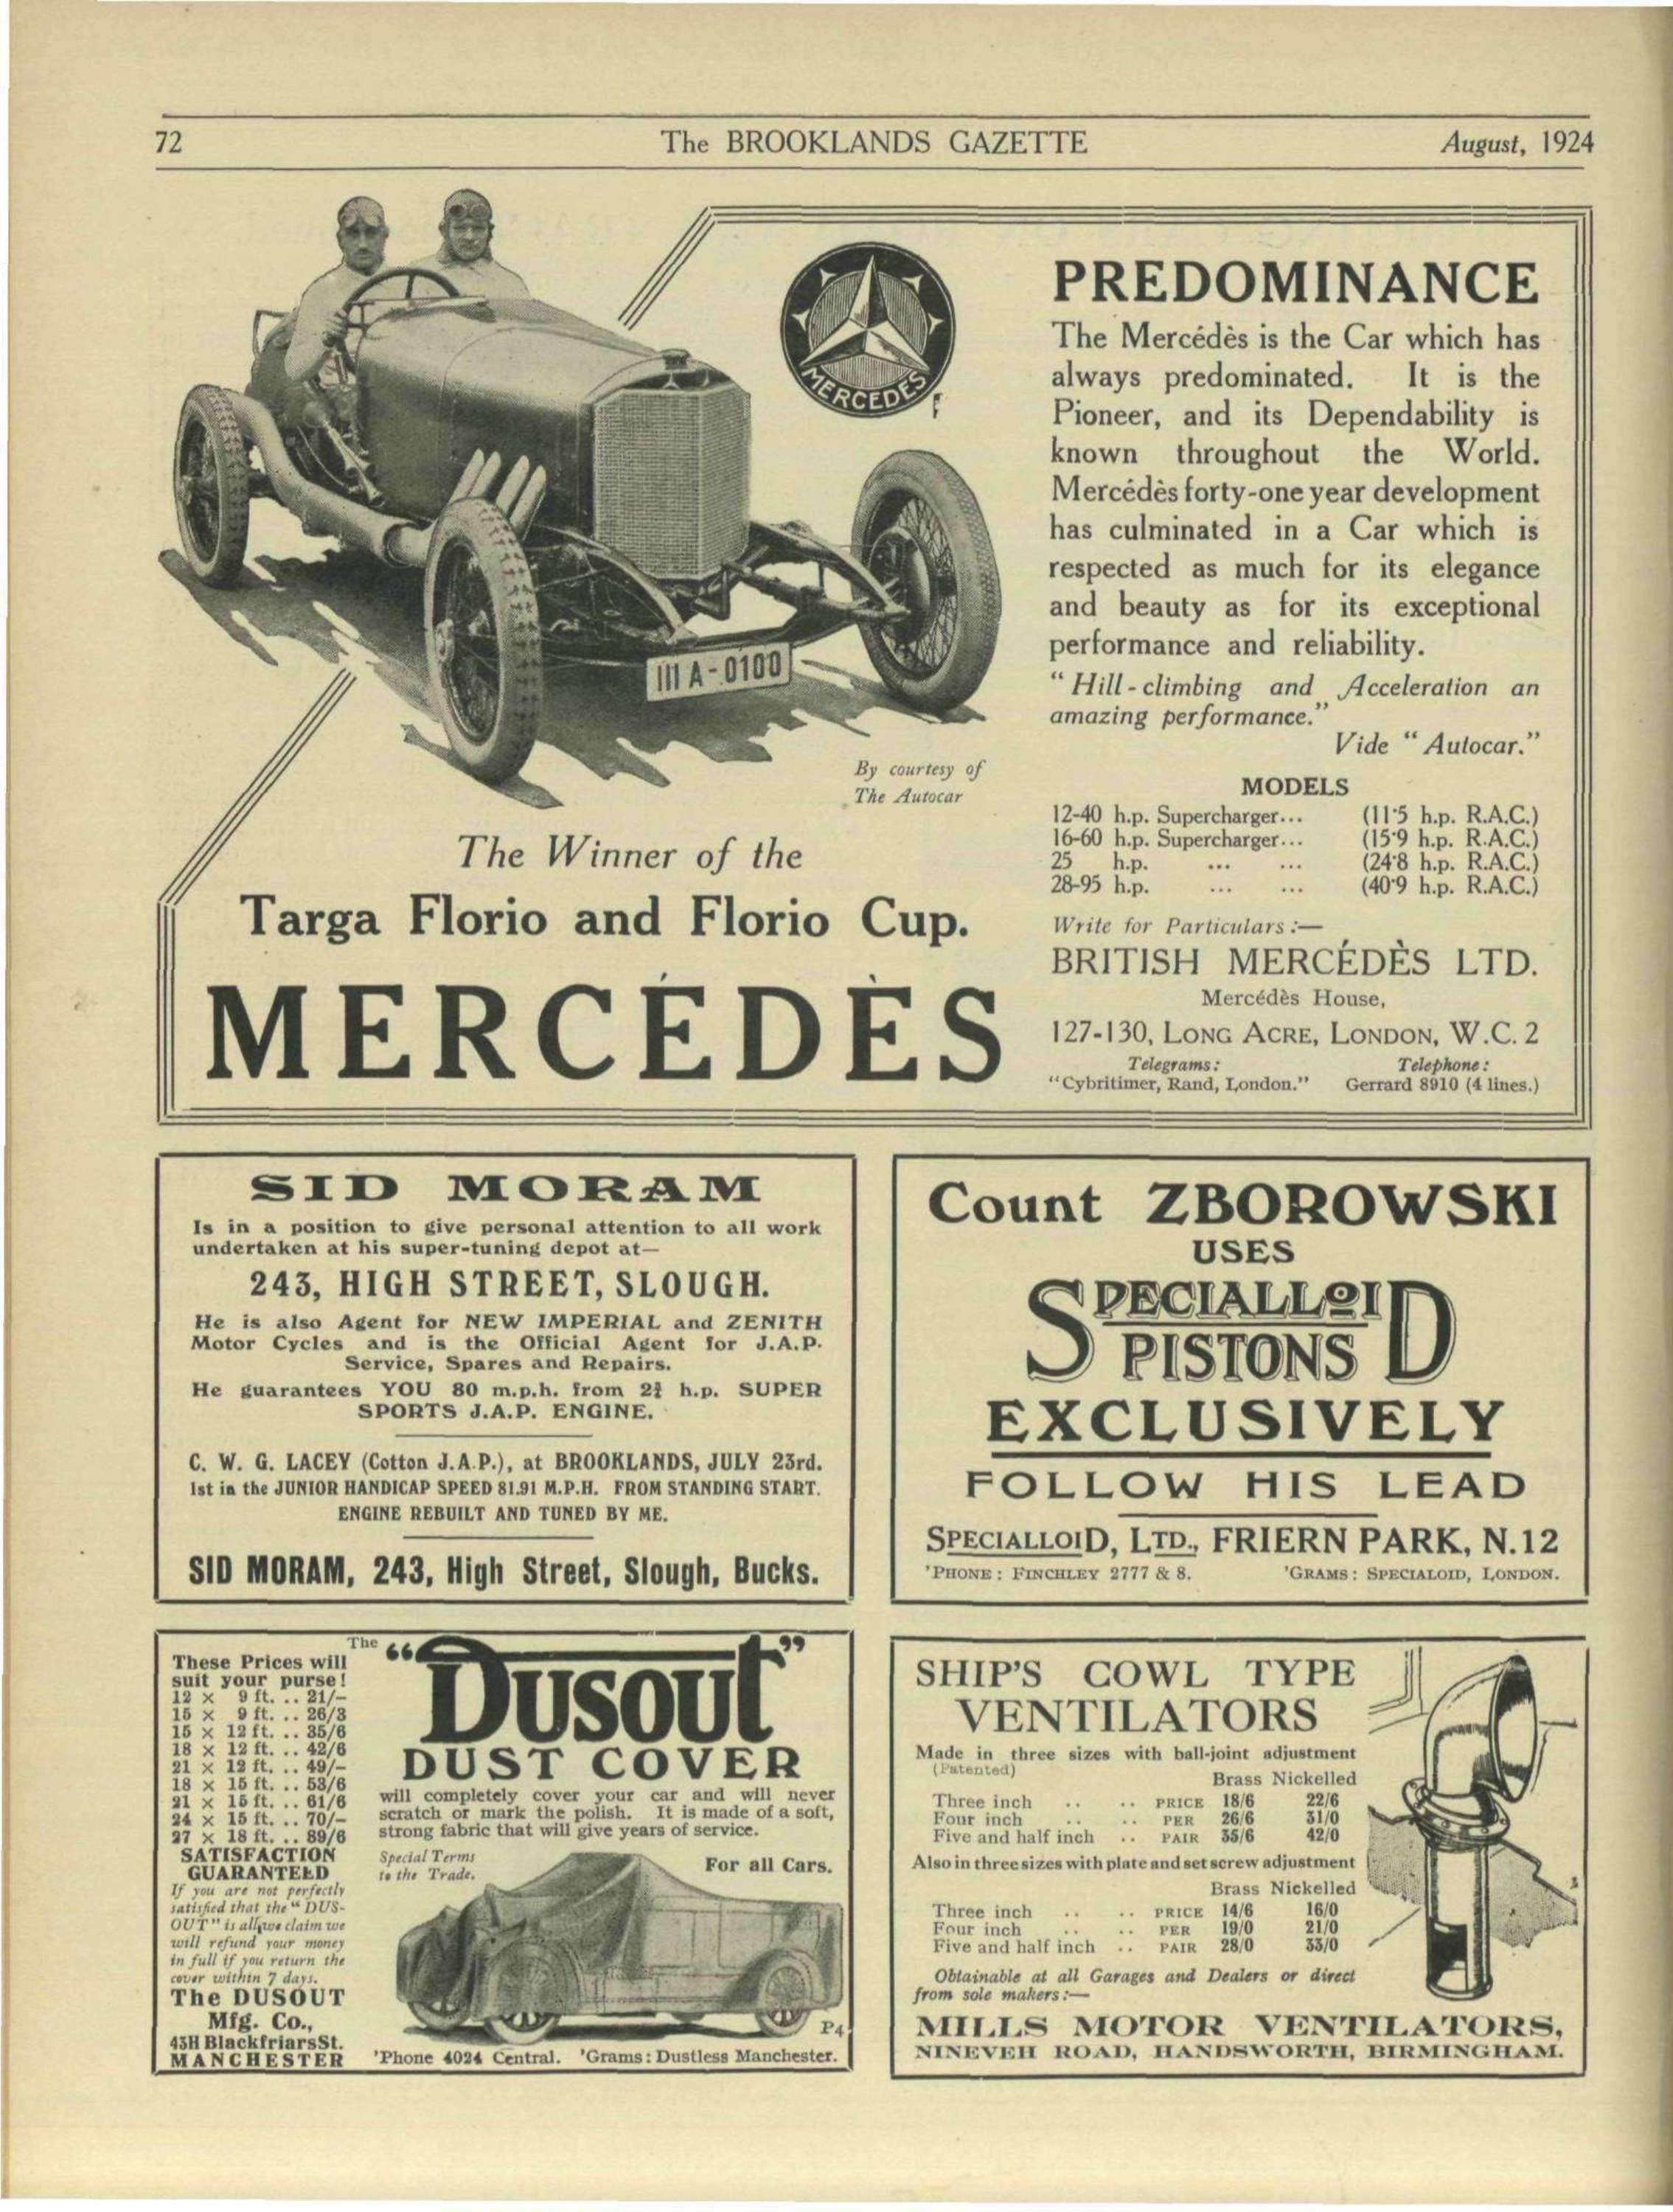 72
The BROOKLANDS GAZETTE
August, 1924
MERCEDES
III A-0100
By courtesy of
The Autocar
The Winner of the
Targa Florio and Florio Cup.
MERCÉDÈS
PREDOMINANCE
The Mercédès is the Car which has
always predominated. It is the
Pioneer, and its Dependability is
known throughout the World.
Mercédès forty-one year development
has culminated in a Car which is
respected as much for its elegance
and beauty as for its exceptional
performance and reliability.
"Hill-climbing and Acceleration an
amazing performance."
Vide "Autocar."
MODELS
12-40 h.p. Supercharger... (11·5 h.p. R.A.C.)
16-60 h.p. Supercharger... (15·9 h.p. R.A.C.)
25 h.p. ... ... (24·8 h.p. R.A.C.)
28-95 h.p. ... ... (40·9 h.p. R.A.C.)
Write for Particulars :—
BRITISH MERCÉDÈS LTD.
Mercédès House,
127-130, LONG ACRE, LONDON, W.C. 2
Telegrams: Telephone:
"Cybritimer, Rand, London." Gerrard 8910 (4 lines.)
SID MORAM
Is in a position to give personal attention to all work
undertaken at his super-tuning depot at—
243, HIGH STREET, SLOUGH.
He is also Agent for NEW IMPERIAL and ZENITH
Motor Cycles and is the Official Agent for J.A.P.
Service, Spares and Repairs.
He guarantees YOU 80 m.p.h. from 2¾ h.p. SUPER
SPORTS J.A.P. ENGINE.
C. W. G. LACEY (Cotton J.A.P.), at BROOKLANDS, JULY 23rd.
1st in the JUNIOR HANDICAP SPEED 81.91 M.P.H. FROM STANDING START.
ENGINE REBUILT AND TUNED BY ME.
SID MORAM, 243, High Street, Slough, Bucks.
Count ZBOROWSKI
USES
SPECIALLOID
PISTONS
EXCLUSIVELY
FOLLOW HIS LEAD
SPECIALLOID, LTD., FRIERN PARK, N.12
'PHONE: FINCHLEY 2777 & 8. 'GRAMS: SPECIALOID, LONDON.
These Prices will
suit your purse!
12 × 9 ft. .. 21/-
15 × 9 ft. .. 26/3
15 × 12 ft. .. 35/6
18 × 12 ft. .. 42/6
21 × 12 ft. .. 49/-
18 × 15 ft. .. 53/6
21 × 15 ft. .. 61/6
24 × 15 ft. .. 70/-
27 × 18 ft. .. 89/6
SATISFACTION
GUARANTEED
If you are not perfectly
satisfied that the "DUS-
OUT" is all we claim we
will refund your money
in full if you return the
cover within 7 days.
The DUSOUT
Mfg. Co.,
43H Blackfriars St.
MANCHESTER
The "DUSOUT"
DUST COVER
will completely cover your car and will never
scratch or mark the polish. It is made of a soft,
strong fabric that will give years of service.
Special Terms
to the Trade.
For all Cars.
P4
'Phone 4024 Central. 'Grams: Dustless Manchester.
SHIP'S COWL TYPE
VENTILATORS
Made in three sizes with ball-joint adjustment
(Patented)
Brass Nickelled
Three inch .. .. PRICE 18/6 22/6
Four inch .. .. PER 26/6 31/0
Five and half inch .. PAIR 35/6 42/0
Also in three sizes with plate and set screw adjustment
Brass Nickelled
Three inch .. .. PRICE 14/6 16/0
Four inch .. .. PER 19/0 21/0
Five and half inch .. PAIR 28/0 33/0
Obtainable at all Garages and Dealers or direct
from sole makers:—
MILLS MOTOR VENTILATORS,
NINEVEH ROAD, HANDSWORTH, BIRMINGHAM.